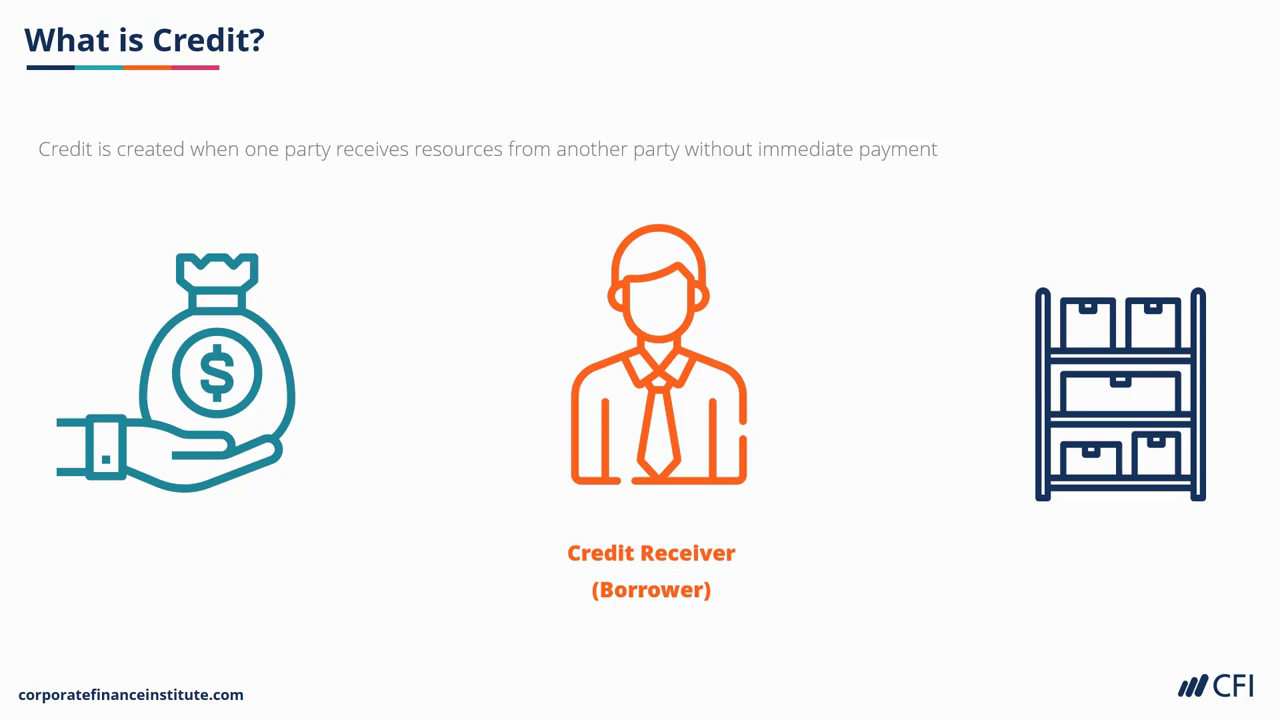 What is Credit?
Credit is created when one party receives resources from another party without immediate payment
$
Credit Receiver
(Borrower)
corporatefinanceinstitute.com
CFI